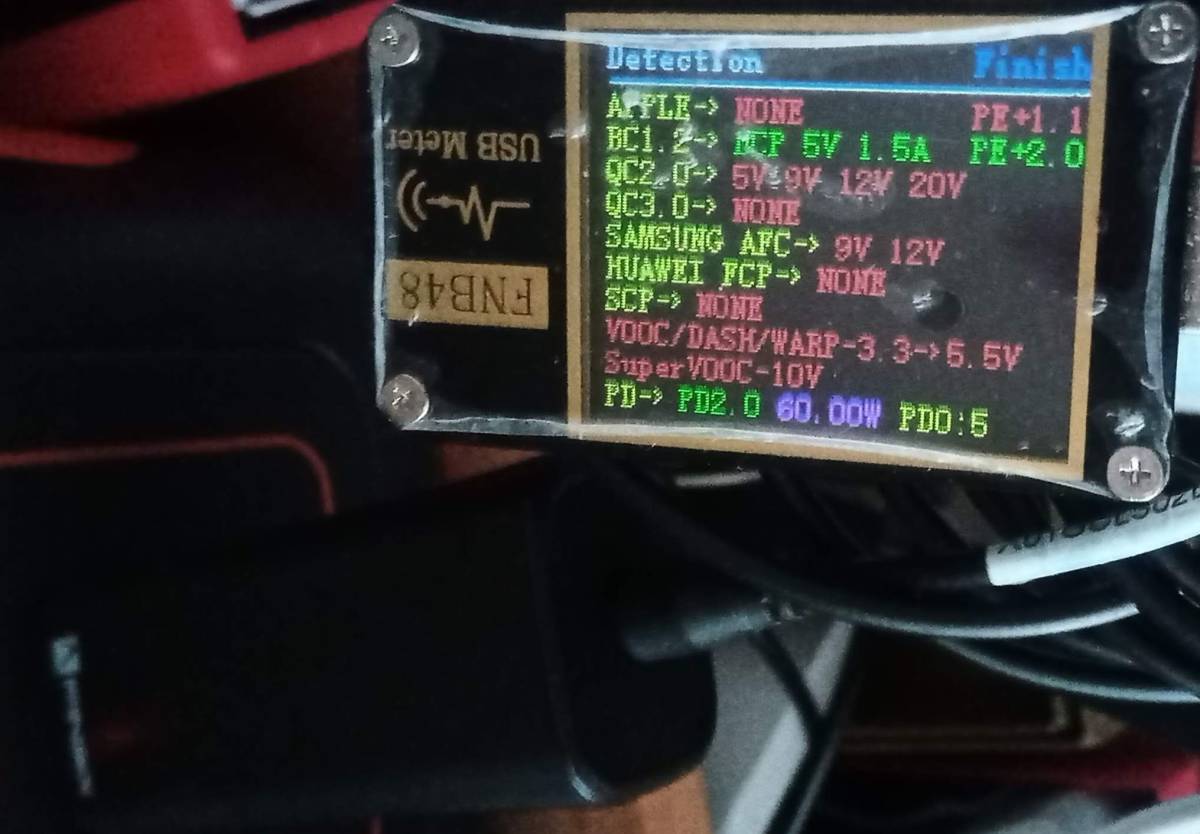 Detection Finish
APPLE-> NONE PE+1.1
BC1.2-> DCP 5V 1.5A PE+2.0
QC2.0-> 5V 9V 12V 20V
QC3.0-> NONE
SAMSUNG AFC-> 9V 12V
HUAWEI FCP-> NONE
SCP-> NONE
VOOC/DASH/WARP-3.3->5.5V
SuperVOOC-10V
PD-> PD2.0 60.00W PDO:5
USB Meter
FNB48